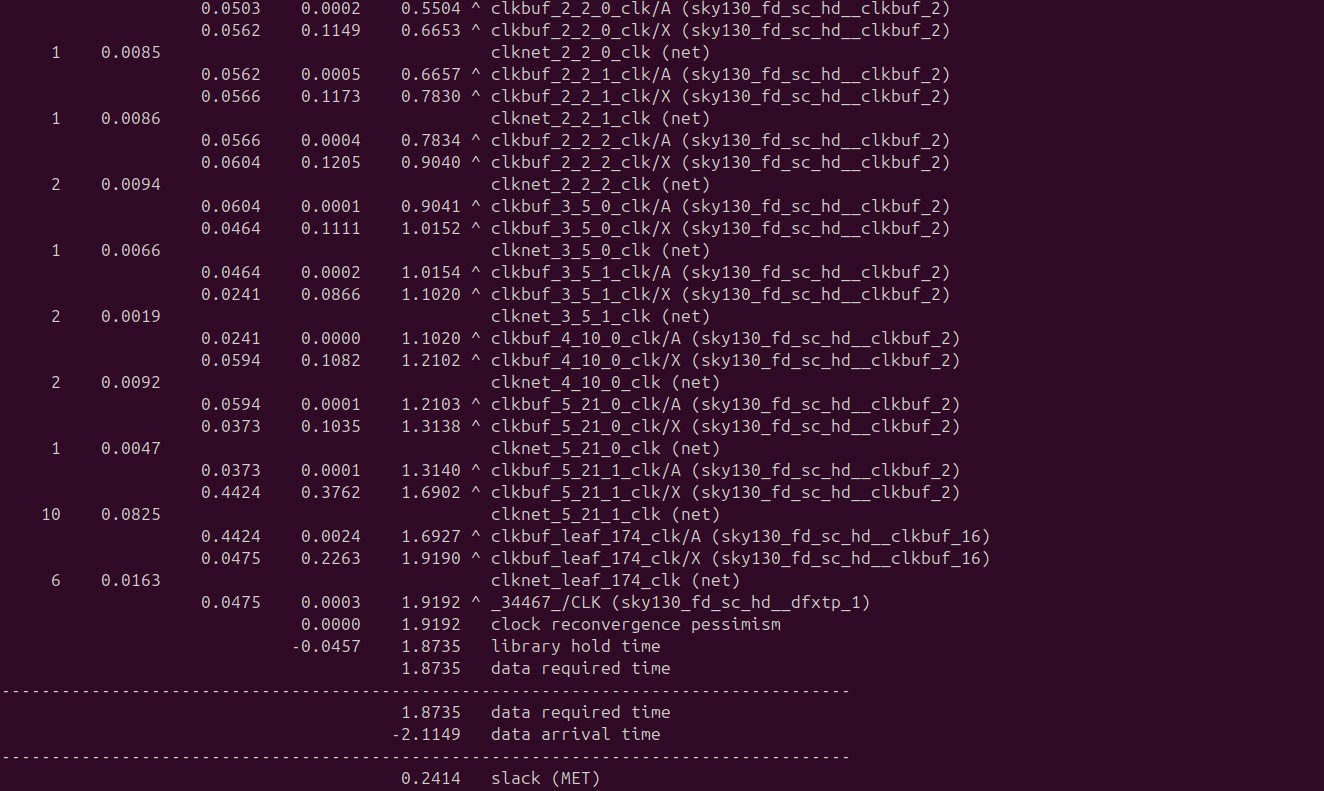 0.0503    0.0002    0.5504 ^ clkbuf_2_2_0_clk/A (sky130_fd_sc_hd__clkbuf_2)
0.0562    0.1149    0.6653 ^ clkbuf_2_2_0_clk/X (sky130_fd_sc_hd__clkbuf_2)
1    0.0085    clknet_2_2_0_clk (net)
0.0562    0.0005    0.6657 ^ clkbuf_2_2_1_clk/A (sky130_fd_sc_hd__clkbuf_2)
0.0566    0.1173    0.7830 ^ clkbuf_2_2_1_clk/X (sky130_fd_sc_hd__clkbuf_2)
1    0.0086    clknet_2_2_1_clk (net)
0.0566    0.0004    0.7834 ^ clkbuf_2_2_2_clk/A (sky130_fd_sc_hd__clkbuf_2)
0.0604    0.1205    0.9040 ^ clkbuf_2_2_2_clk/X (sky130_fd_sc_hd__clkbuf_2)
2    0.0094    clknet_2_2_2_clk (net)
0.0604    0.0001    0.9041 ^ clkbuf_3_5_0_clk/A (sky130_fd_sc_hd__clkbuf_2)
0.0464    0.1111    1.0152 ^ clkbuf_3_5_0_clk/X (sky130_fd_sc_hd__clkbuf_2)
1    0.0066    clknet_3_5_0_clk (net)
0.0464    0.0002    1.0154 ^ clkbuf_3_5_1_clk/A (sky130_fd_sc_hd__clkbuf_2)
0.0241    0.0866    1.1020 ^ clkbuf_3_5_1_clk/X (sky130_fd_sc_hd__clkbuf_2)
2    0.0019    clknet_3_5_1_clk (net)
0.0241    0.0000    1.1020 ^ clkbuf_4_10_0_clk/A (sky130_fd_sc_hd__clkbuf_2)
0.0594    0.1082    1.2102 ^ clkbuf_4_10_0_clk/X (sky130_fd_sc_hd__clkbuf_2)
2    0.0092    clknet_4_10_0_clk (net)
0.0594    0.0001    1.2103 ^ clkbuf_5_21_0_clk/A (sky130_fd_sc_hd__clkbuf_2)
0.0373    0.1035    1.3138 ^ clkbuf_5_21_0_clk/X (sky130_fd_sc_hd__clkbuf_2)
1    0.0047    clknet_5_21_0_clk (net)
0.0373    0.0001    1.3140 ^ clkbuf_5_21_1_clk/A (sky130_fd_sc_hd__clkbuf_2)
0.4424    0.3762    1.6902 ^ clkbuf_5_21_1_clk/X (sky130_fd_sc_hd__clkbuf_2)
10    0.0825    clknet_5_21_1_clk (net)
0.4424    0.0024    1.6927 ^ clkbuf_leaf_174_clk/A (sky130_fd_sc_hd__clkbuf_16)
0.0475    0.2263    1.9190 ^ clkbuf_leaf_174_clk/X (sky130_fd_sc_hd__clkbuf_16)
6    0.0163    clknet_leaf_174_clk (net)
0.0475    0.0003    1.9192 ^ _34467_/CLK (sky130_fd_sc_hd__dfxtp_1)
0.0000    1.9192   clock reconvergence pessimism
-0.0457    1.8735   library hold time
1.8735   data required time
-------------------------------------------------------------------------------------
1.8735   data required time
-2.1149   data arrival time
-------------------------------------------------------------------------------------
0.2414   slack (MET)